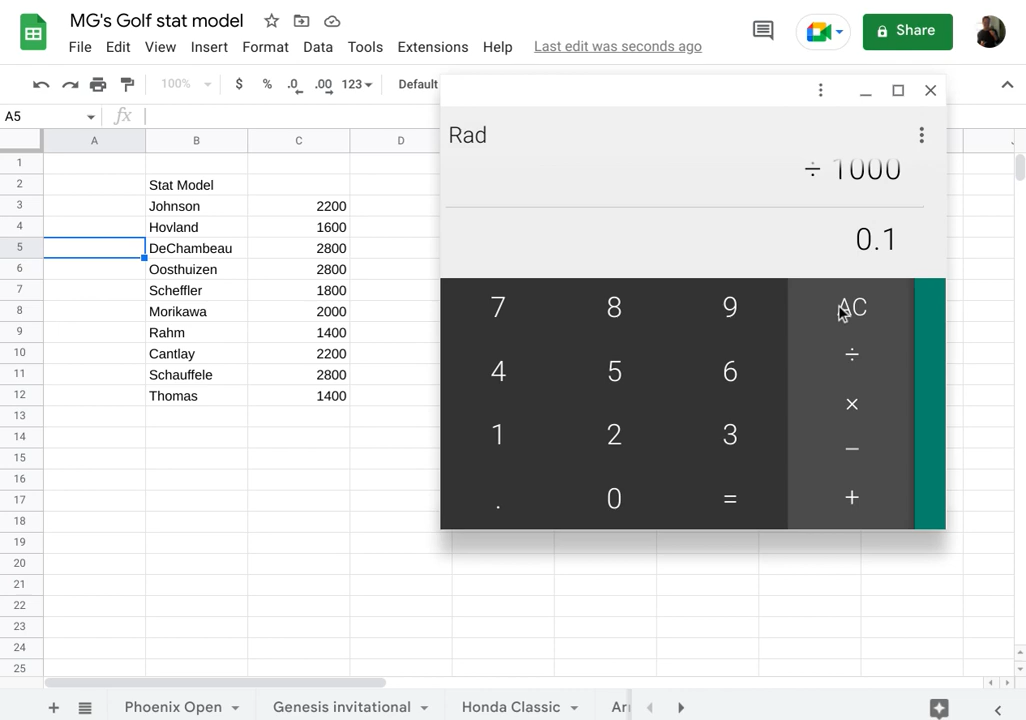 MG's Golf stat model
File Edit View Insert Format Data Tools Extensions Help Last edit was seconds ago
Share
100% $ % .0 .00 123 Default
A5 fx
A B C D
1
2 Stat Model
3 Johnson 2200
4 Hovland 1600
5 DeChambeau 2800
6 Oosthuizen 2800
7 Scheffler 1800
8 Morikawa 2000
9 Rahm 1400
10 Cantlay 2200
11 Schauffele 2800
12 Thomas 1400
13
14
15
16
17
18
19
20
21
22
23
24
25
Rad
÷ 1000
0.1
7 8 9 AC
÷
4 5 6
×
1 2 3
−
. 0 = +
+ Phoenix Open Genesis invitational Honda Classic